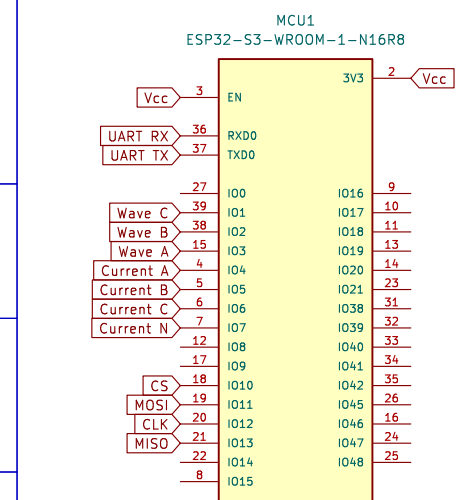 MCU1
ESP32-S3-WROOM-1-N16R8
3V3 2 Vcc
Vcc 3 EN
UART RX 36 RXD0
UART TX 37 TXD0
27 IO0 IO16 9
Wave C 39 IO1 IO17 10
Wave B 38 IO2 IO18 11
Wave A 15 IO3 IO19 13
Current A 4 IO4 IO20 14
Current B 5 IO5 IO21 23
Current C 6 IO6 IO38 31
Current N 7 IO7 IO39 32
12 IO8 IO40 33
17 IO9 IO41 34
CS 18 IO10 IO42 35
MOSI 19 IO11 IO45 26
CLK 20 IO12 IO46 16
MISO 21 IO13 IO47 24
22 IO14 IO48 25
8 IO15